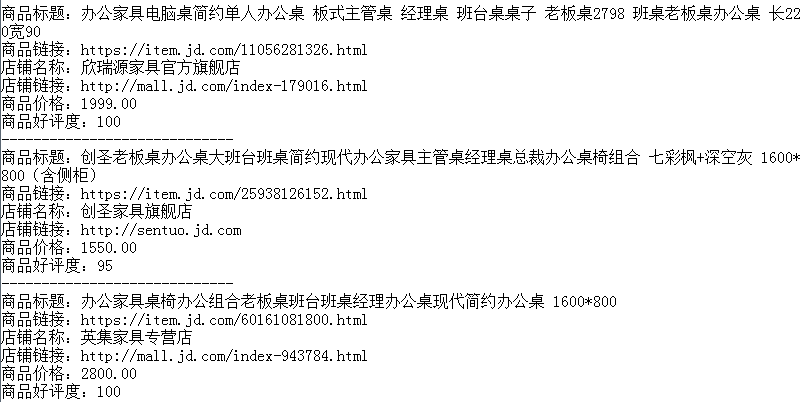 商品标题：办公家具电脑桌简约单人办公桌 板式主管桌 经理桌 班台桌桌子 老板桌2798 班桌老板桌办公桌 长22
0宽90
商品链接：https://item.jd.com/11056281326.html
店铺名称：欣瑞源家具官方旗舰店
店铺链接：http://mall.jd.com/index-179016.html
商品价格：1999.00
商品好评度：100
-----------------------------
商品标题：创圣老板桌办公桌大班台班桌简约现代办公家具主管桌经理桌总裁办公桌椅组合 七彩枫+深空灰 1600*
800（含侧柜）
商品链接：https://item.jd.com/25938126152.html
店铺名称：创圣家具旗舰店
店铺链接：http://sentuo.jd.com
商品价格：1550.00
商品好评度：95
-----------------------------
商品标题：办公家具桌椅办公组合老板桌班台班桌经理办公桌现代简约办公桌 1600*800
商品链接：https://item.jd.com/60161081800.html
店铺名称：英集家具专营店
店铺链接：http://mall.jd.com/index-943784.html
商品价格：2800.00
商品好评度：100